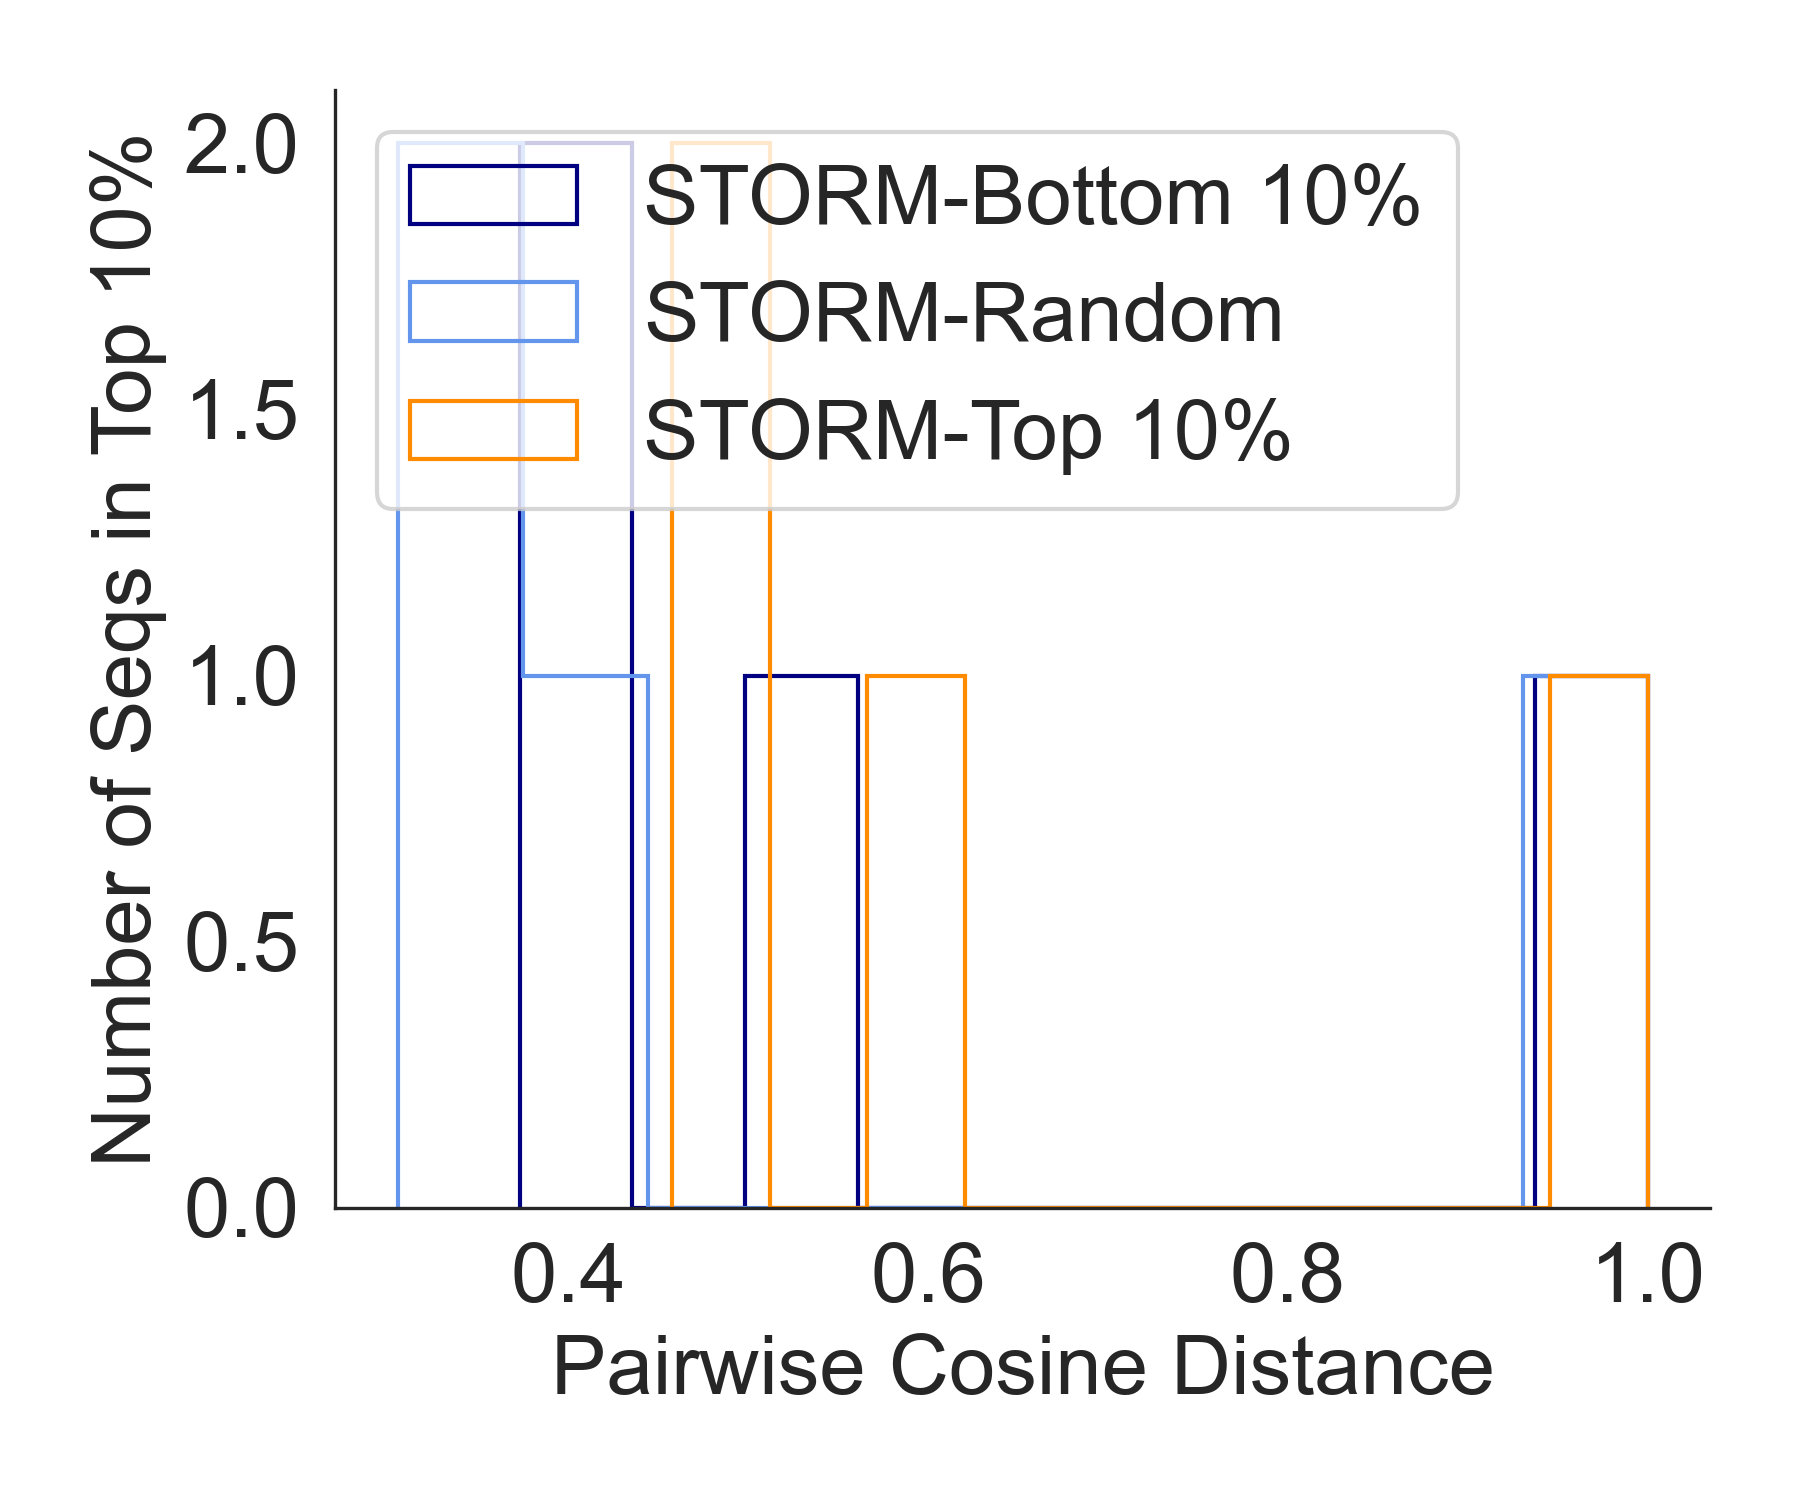 Number of Seqs in Top 10%
2.0
1.5
1.0
0.5
0.0
STORM-Bottom 10%
STORM-Random
STORM-Top 10%
0.4 0.6 0.8 1.0
Pairwise Cosine Distance